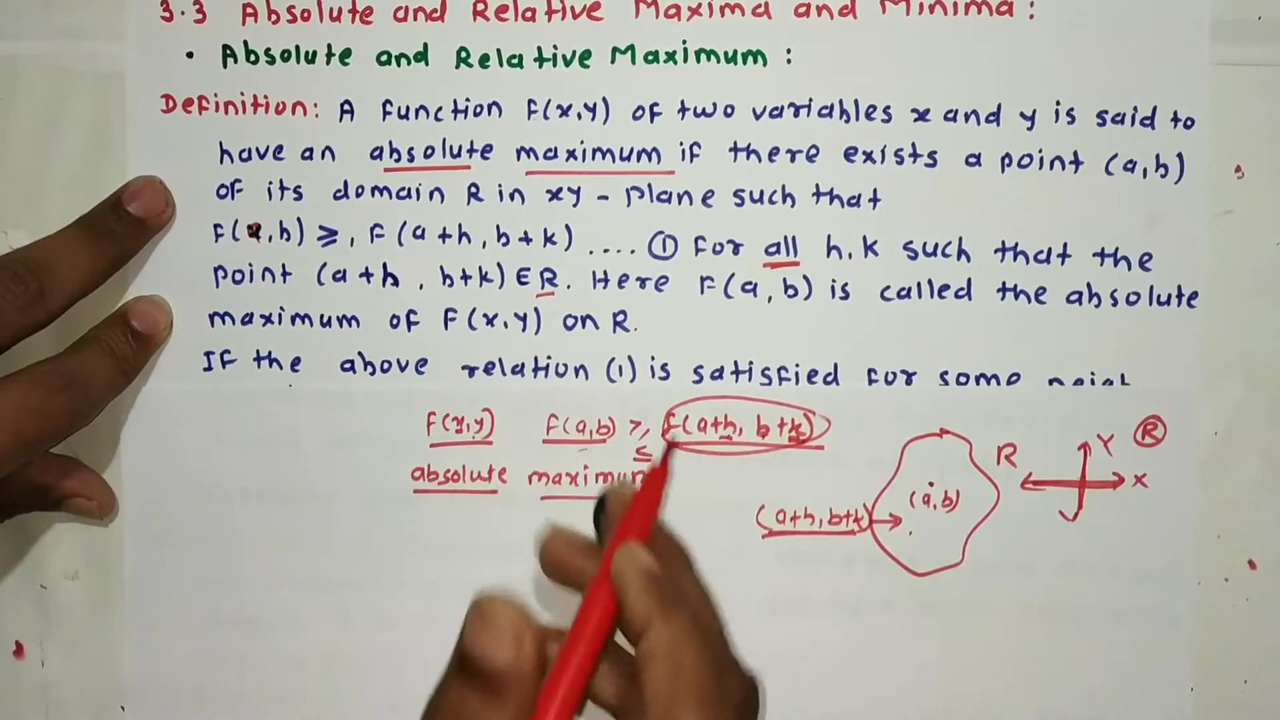 3.3 Absolute and Relative Maxima and Minima:
• Absolute and Relative Maximum:
Definition: A function f(x,y) of two variables x and y is said to
have an absolute maximum if there exists a point (a,b)
of its domain R in xy-plane such that
f(a,b) ≥ f(a+h, b+k) .... ① for all h,k such that the
point (a+h, b+k) ∈ R. Here f(a,b) is called the absolute
maximum of f(x,y) on R.
If the above relation (1) is satisfied for some
f(x,y) f(a,b) ≥ f(a+h, b+k)
≤
absolute maximum
R
Y
R
X
(a,b)
(a+h, b+k)